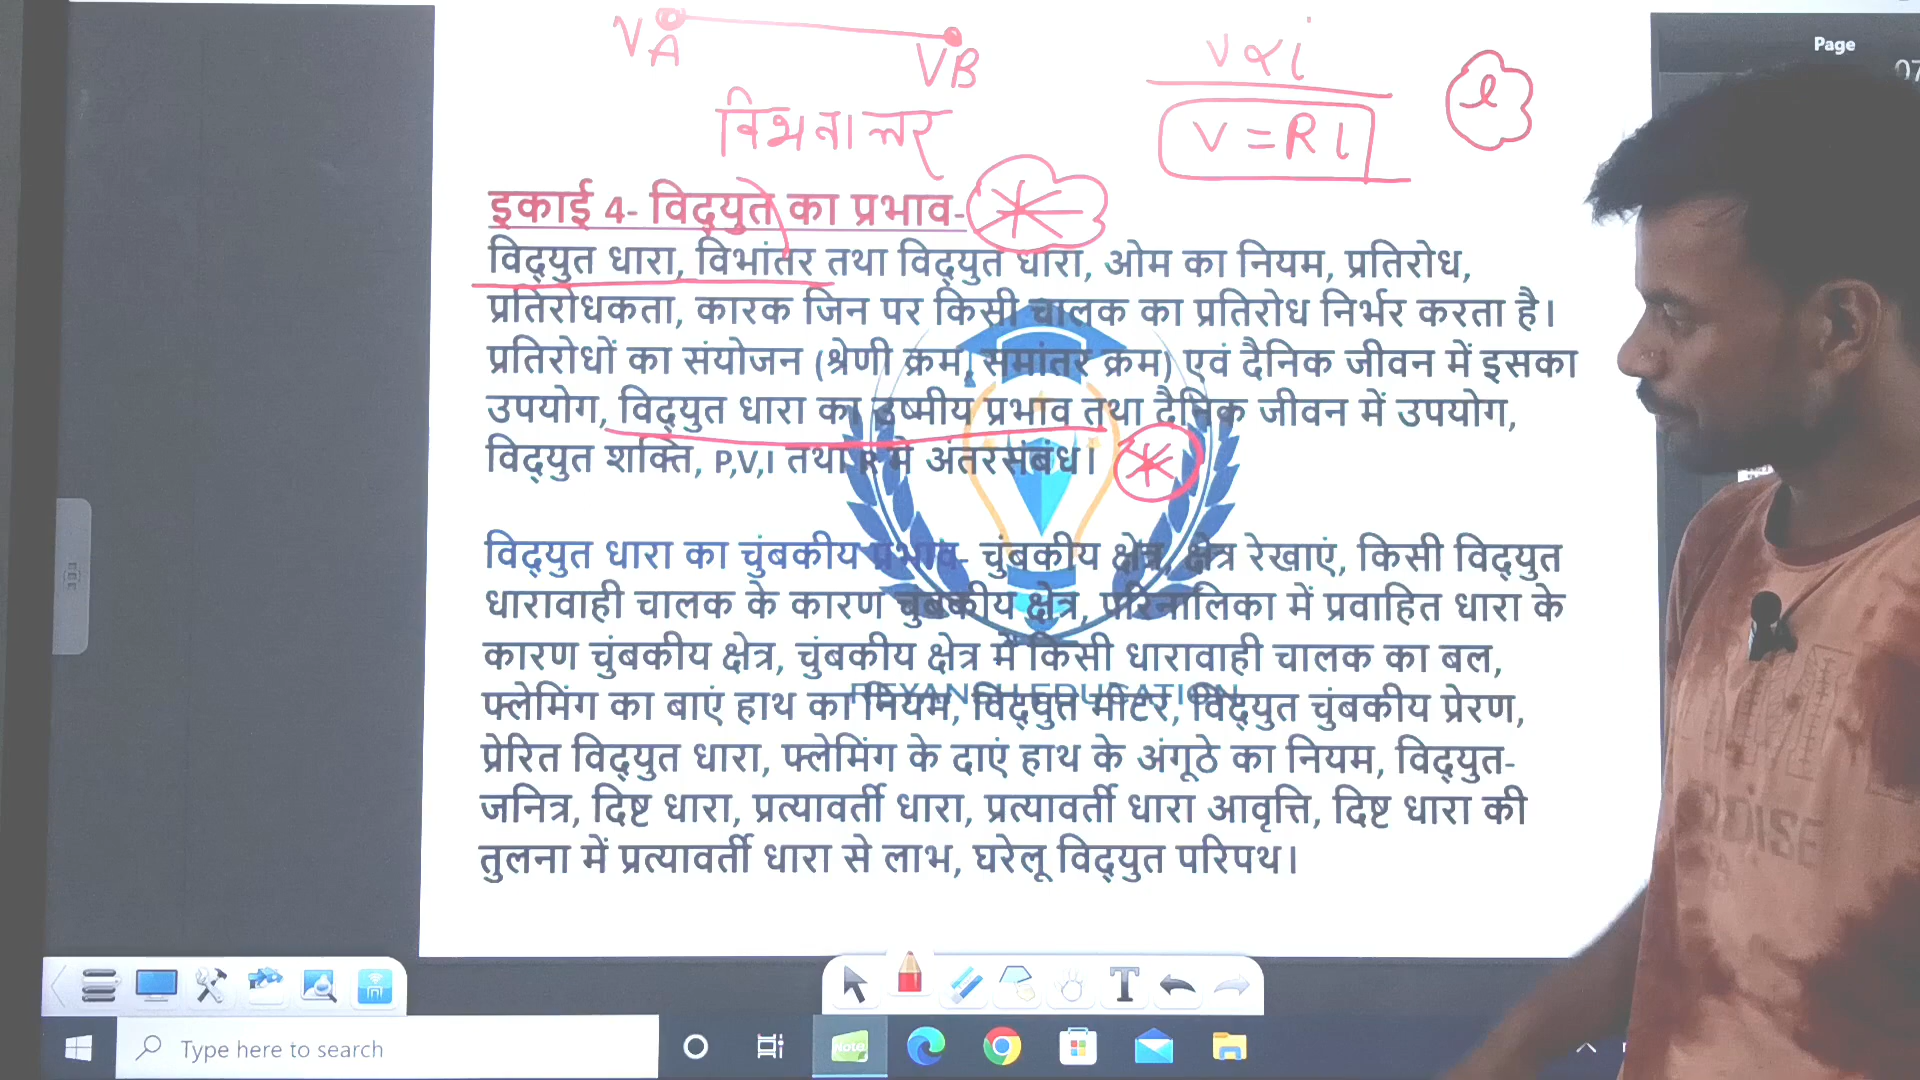 VA
VB
V ∝ i
Page
07
विभवान्तर
V = Ri
इकाई 4- विद्युत का प्रभाव-
विद्युत धारा, विभांतर तथा विद्युत धारा, ओम का नियम, प्रतिरोध,
प्रतिरोधकता, कारक जिन पर किसी चालक का प्रतिरोध निर्भर करता है।
प्रतिरोधों का संयोजन (श्रेणी क्रम, समांतर क्रम) एवं दैनिक जीवन में इसका
उपयोग, विद्युत धारा का उष्मीय प्रभाव तथा दैनिक जीवन में उपयोग,
विद्युत शक्ति, P,V,I तथा R में अंतरसंबंध।
विद्युत धारा का चुंबकीय प्रभाव- चुंबकीय क्षेत्र, क्षेत्र रेखाएं, किसी विद्युत
धारावाही चालक के कारण चुंबकीय क्षेत्र, परिनालिका में प्रवाहित धारा के
कारण चुंबकीय क्षेत्र, चुंबकीय क्षेत्र में किसी धारावाही चालक का बल,
फ्लेमिंग का बाएं हाथ का नियम, विद्युत मीटर, विद्युत चुंबकीय प्रेरण,
प्रेरित विद्युत धारा, फ्लेमिंग के दाएं हाथ के अंगूठे का नियम, विद्युत-
जनित्र, दिष्ट धारा, प्रत्यावर्ती धारा, प्रत्यावर्ती धारा आवृत्ति, दिष्ट धारा की
तुलना में प्रत्यावर्ती धारा से लाभ, घरेलू विद्युत परिपथ।
Type here to search